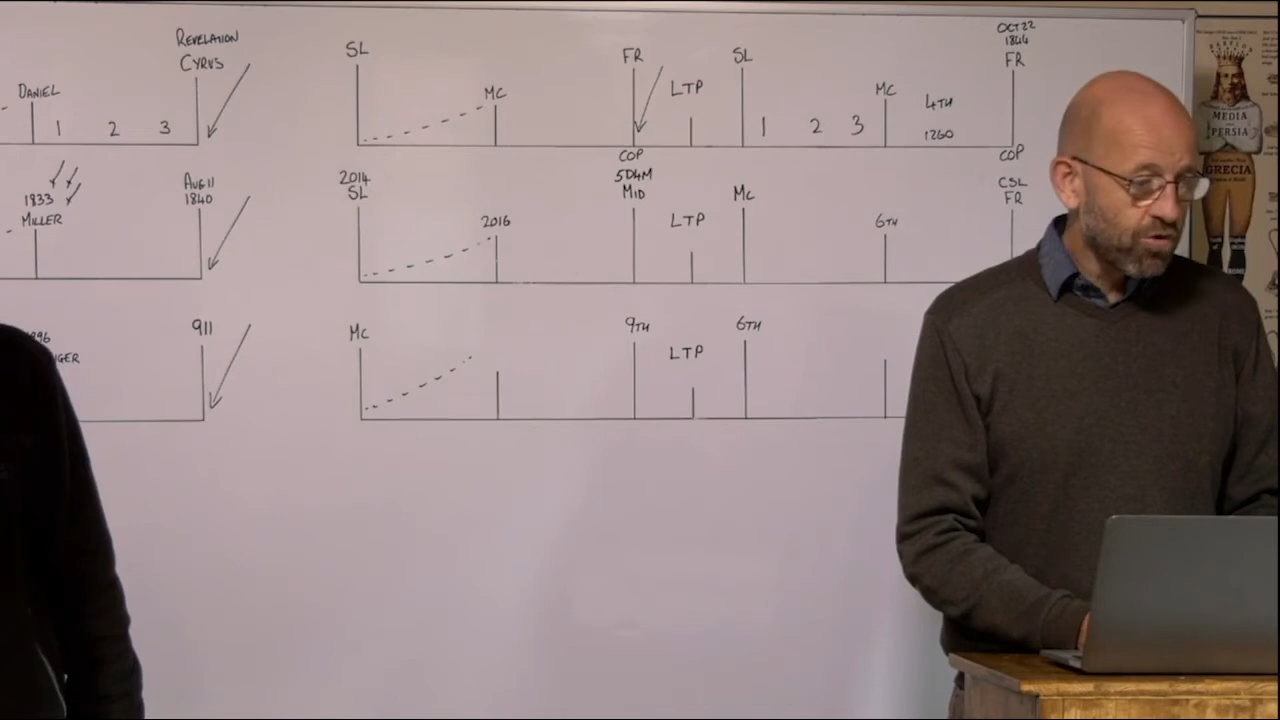 REVELATION
CYRUS
DANIEL
1 2 3
SL
MC
FR
LTP
SL
1 2 3
MC
4TH
1260
OCT 22
1844
FR
COP
COP
1833
MILLER
AUG 11
1840
2014
SL
2016
5D4M
MID
LTP
MC
6TH
CSL
FR
911
MC
9TH
LTP
6TH
MEDIA
PERSIA
GRECIA